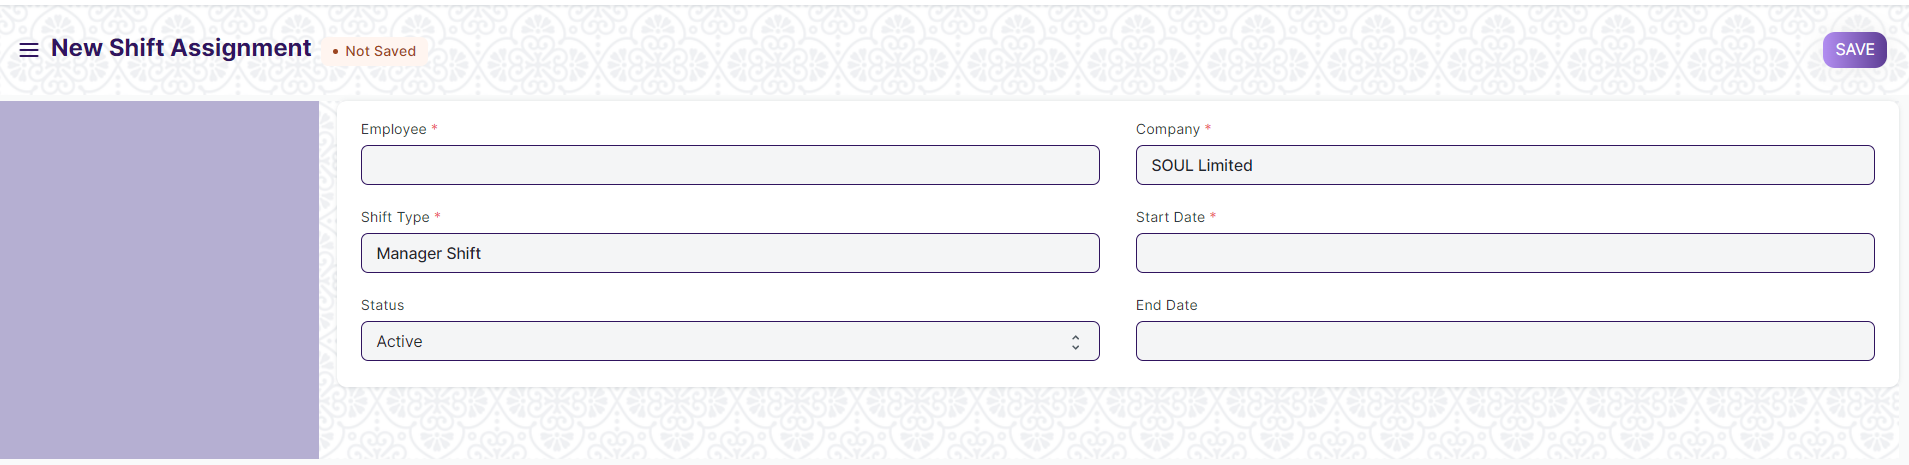 New Shift Assignment
• Not Saved
SAVE
Employee *
Company *
SOUL Limited
Shift Type *
Manager Shift
Start Date *
Status
Active
End Date